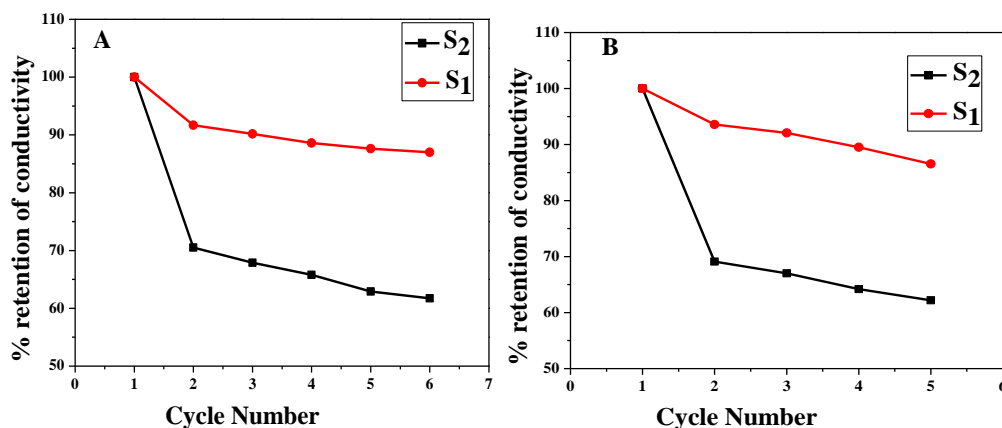 A
S2
S1
% retention of conductivity
110
100
90
80
70
60
50
0 1 2 3 4 5 6 7
Cycle Number
B
S2
S1
% retention of conductivity
110
100
90
80
70
60
50
0 1 2 3 4 5 6
Cycle Number